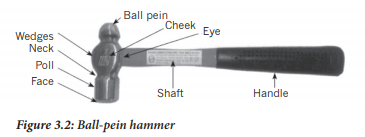 Ball pein
Cheek
Eye
Wedges
Neck
Poll
Face
Shaft
Handle
Figure 3.2: Ball-pein hammer